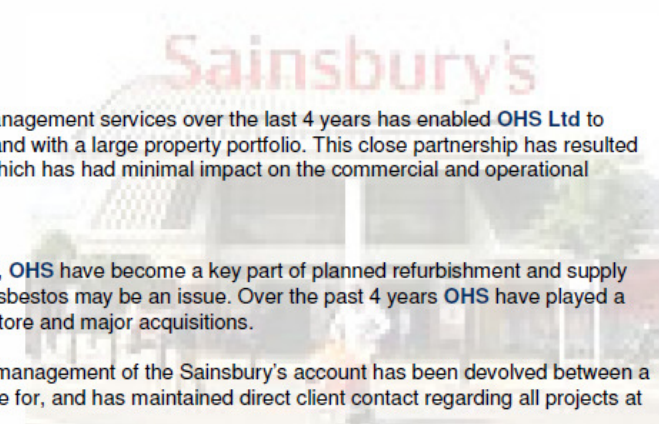 Sainsbury's
nagement services over the last 4 years has enabled OHS Ltd to
and with a large property portfolio. This close partnership has resulted
hich has had minimal impact on the commercial and operational
, OHS have become a key part of planned refurbishment and supply
sbestos may be an issue. Over the past 4 years OHS have played a
tore and major acquisitions.
management of the Sainsbury's account has been devolved between a
e for, and has maintained direct client contact regarding all projects at